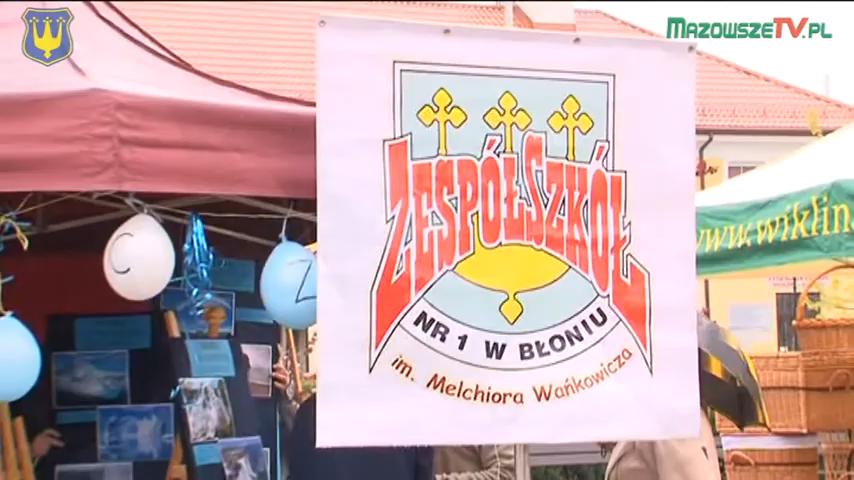 MAZOWSZETV.PL
ZESPÓŁ SZKÓŁ
NR 1 W BŁONIU
im. Melchiora Wańkowicza
www.wiklin
C
Z